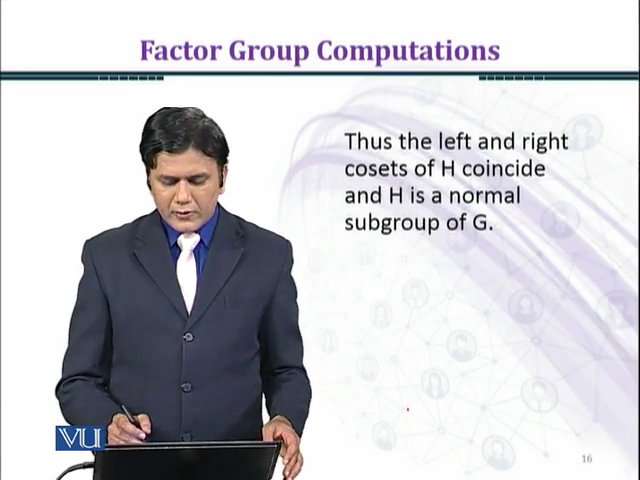 Factor Group Computations
Thus the left and right
cosets of H coincide
and H is a normal
subgroup of G.
VU
16